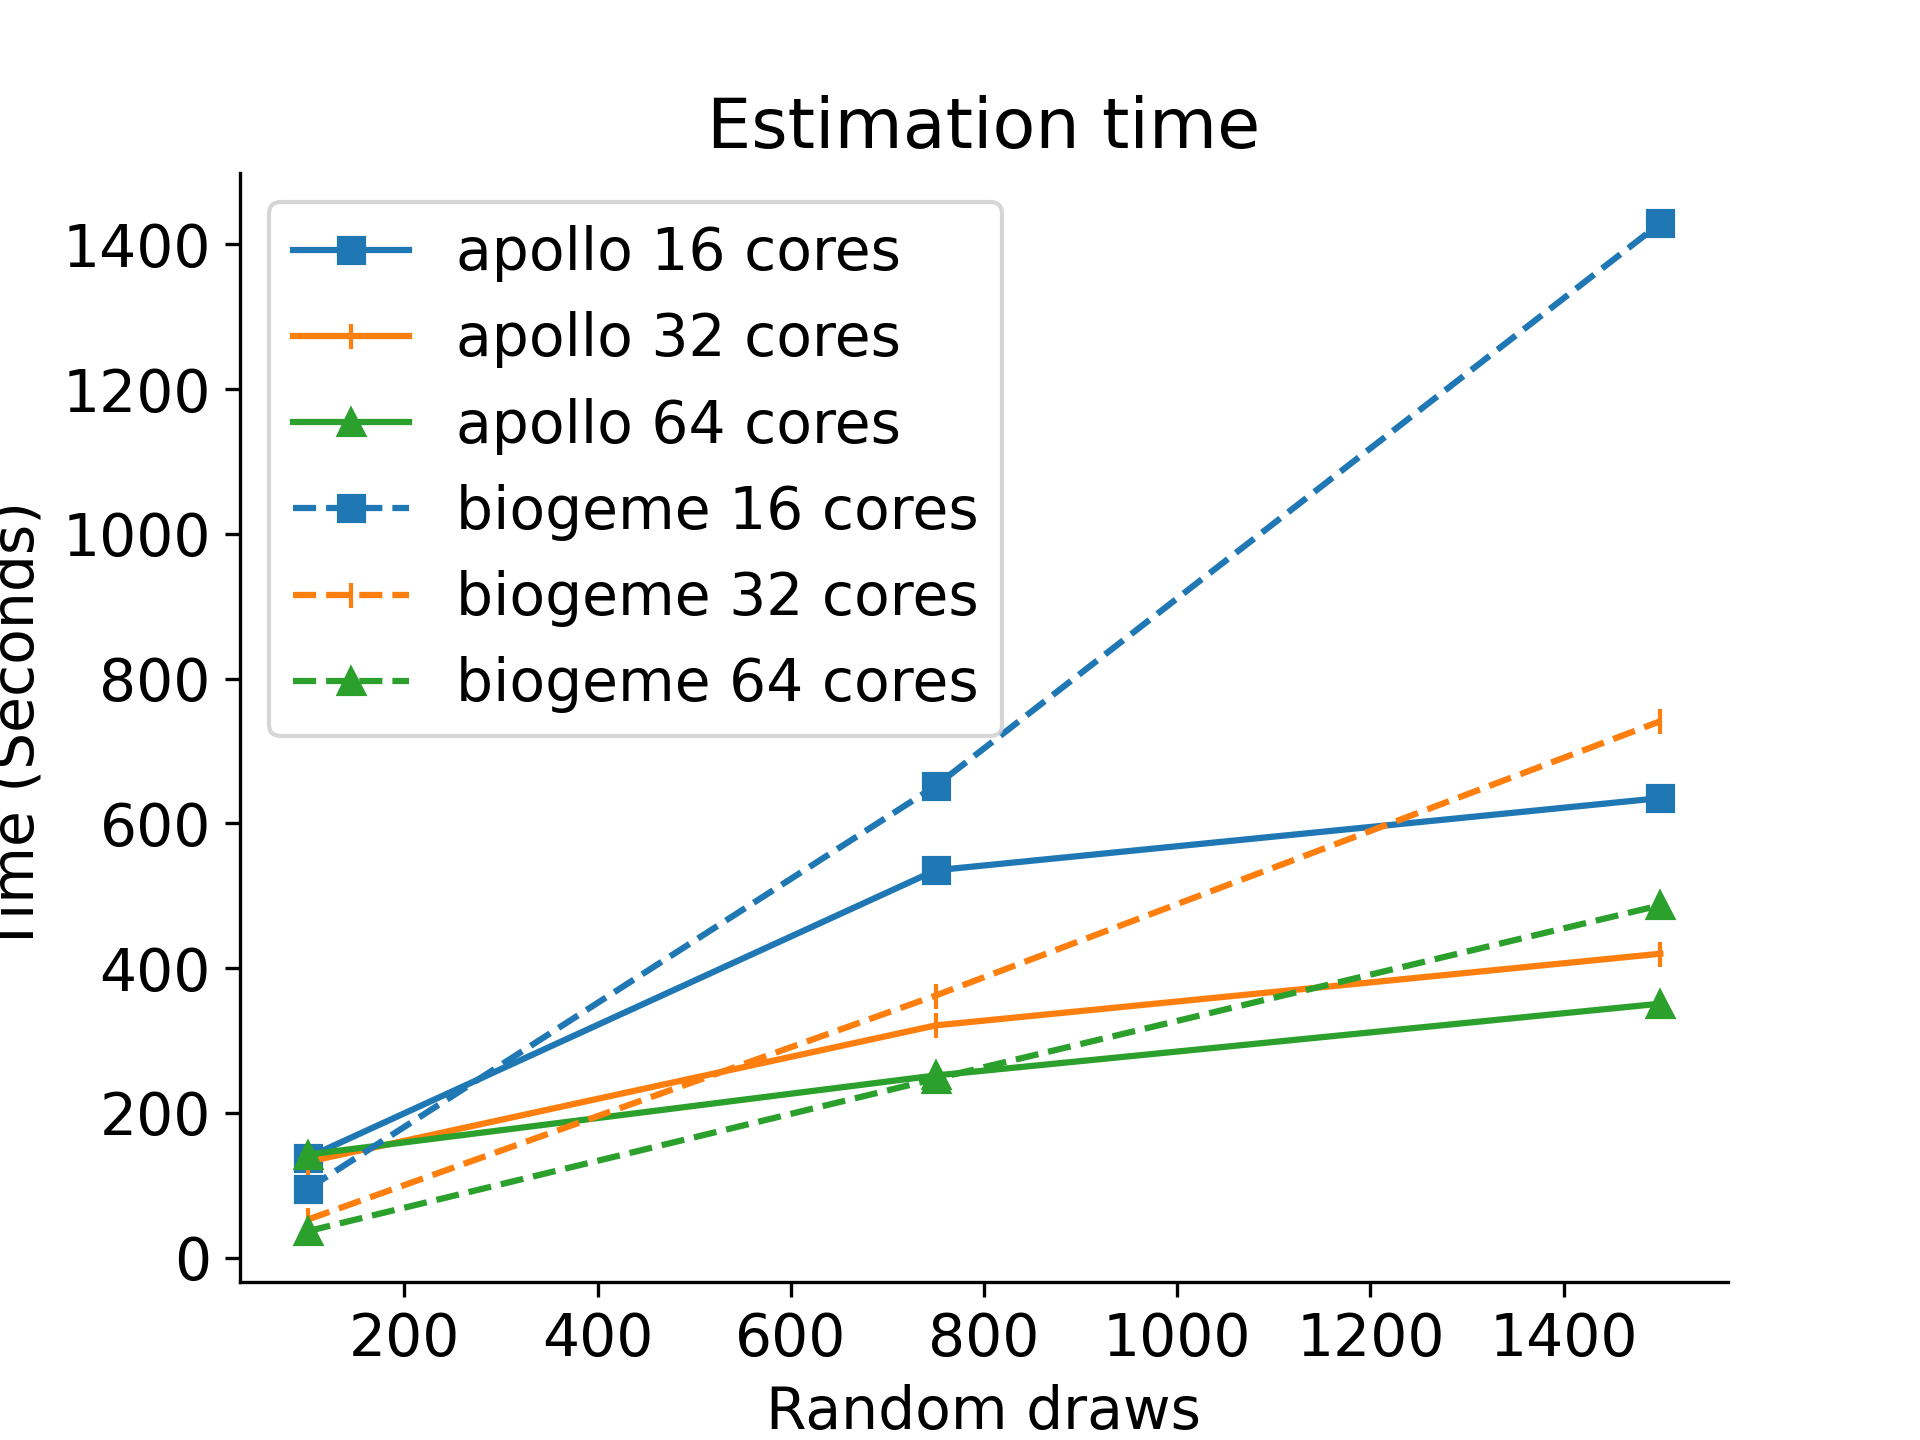 Estimation time
Time (Seconds)
1400
1200
1000
800
600
400
200
0
apollo 16 cores
apollo 32 cores
apollo 64 cores
biogeme 16 cores
biogeme 32 cores
biogeme 64 cores
200 400 600 800 1000 1200 1400
Random draws